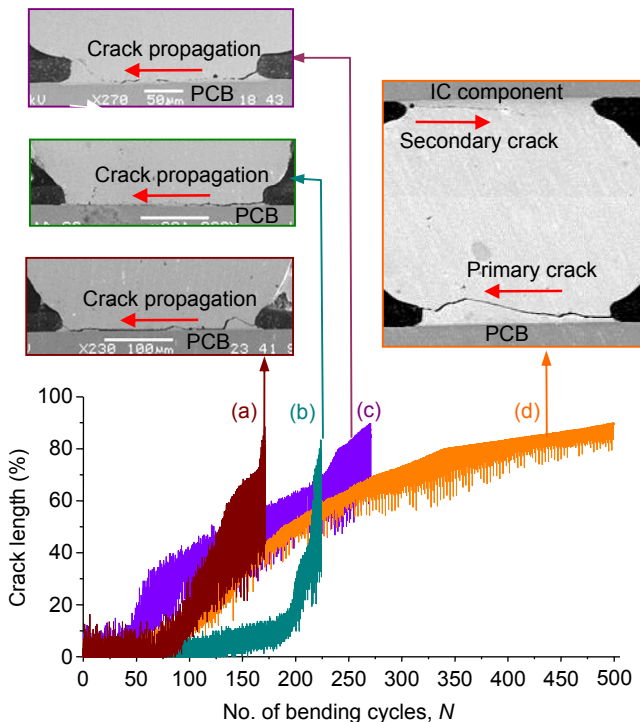 Crack propagation
PCB
X270 50μm 18 43
Crack propagation
PCB
Crack propagation
PCB
X230 100μm 23 41
IC component
Secondary crack
Primary crack
PCB
(a)
(b)
(c)
(d)
100
80
60
40
20
0
Crack length (%)
0
50
100
150
200
250
300
350
400
450
500
No. of bending cycles, N